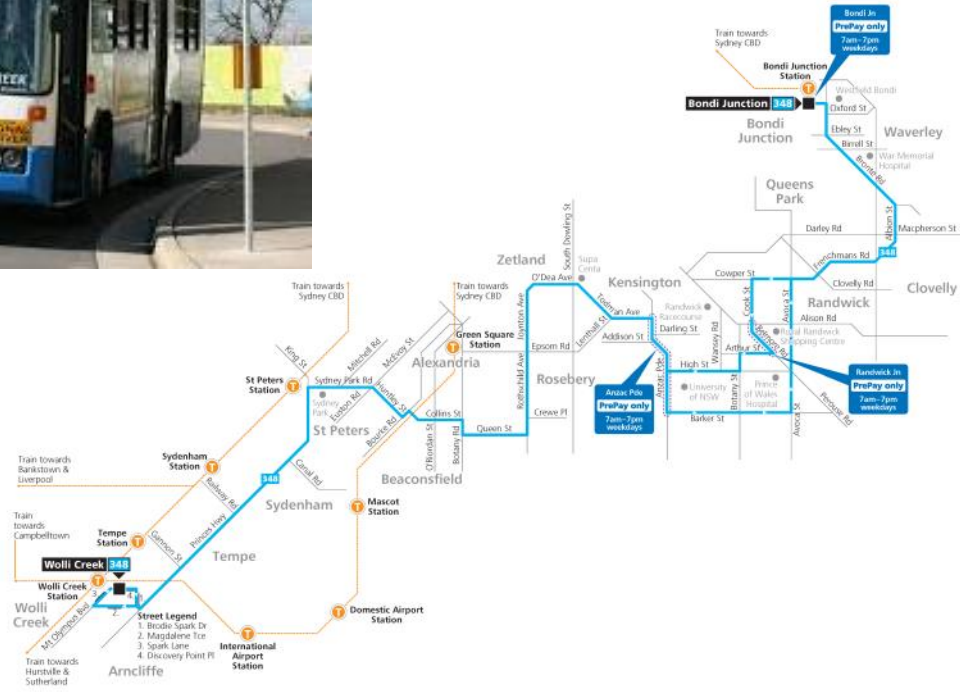 Bondi Jn
PrePay only
7am–7pm
weekdays
Train towards
Sydney CBD
Bondi Junction
Station
T
Bondi Junction 348
Westfield Bondi
Oxford St
Bondi
Junction
Ebley St
Waverley
Birrell St
War Memorial
Hospital
Bronte Rd
Queens
Park
Albion St
Darley Rd
Macpherson St
348
Frenchmans Rd
Zetland
South Dowling St
Supa
Centa
O'Dea Ave
Kensington
Cowper St
Clovelly Rd
Clovelly
Randwick
Cook St
Avoca St
Alison Rd
Train towards
Sydney CBD
Train towards
Sydney CBD
Joynton Ave
Todman Ave
Randwick
Racecourse
Darling St
Wansey Rd
Royal Randwick
Shopping Centre
Belmore Rd
Arthur St
Lenthall St
Addison St
Green Square
Station
T
Epsom Rd
Alexandria
King St
Mitchell Rd
McEvoy St
St Peters
Station
T
Sydney Park Rd
Huntley St
Rothschild Ave
Rosebery
Anzac Pde
High St
Randwick Jn
PrePay only
7am–7pm
weekdays
Anzac Pde
PrePay only
7am–7pm
weekdays
University
of NSW
Botany St
Prince
of Wales
Hospital
Perouse Rd
Barker St
Avoca St
Sydney
Park
Euston Rd
St Peters
Bourke Rd
Collins St
Crewe Pl
O'Riordan St
Botany Rd
Queen St
Beaconsfield
Train towards
Bankstown &
Liverpool
Sydenham
Station
T
348
Canal Rd
Railway Rd
Sydenham
T
Mascot
Station
Train
towards
Campbelltown
Tempe
Station
T
Gannon St
Princes Hwy
Tempe
Wolli Creek 348
Wolli Creek
Station
T
3.
4.
2.
Wolli
Creek
Mt Olympus Bvd
Street Legend
1. Brodie Spark Dr
2. Magdalene Tce
3. Spark Lane
4. Discovery Point Pl
T
Domestic Airport
Station
T
International
Airport
Station
Train towards
Hurstville &
Sutherland
Arncliffe